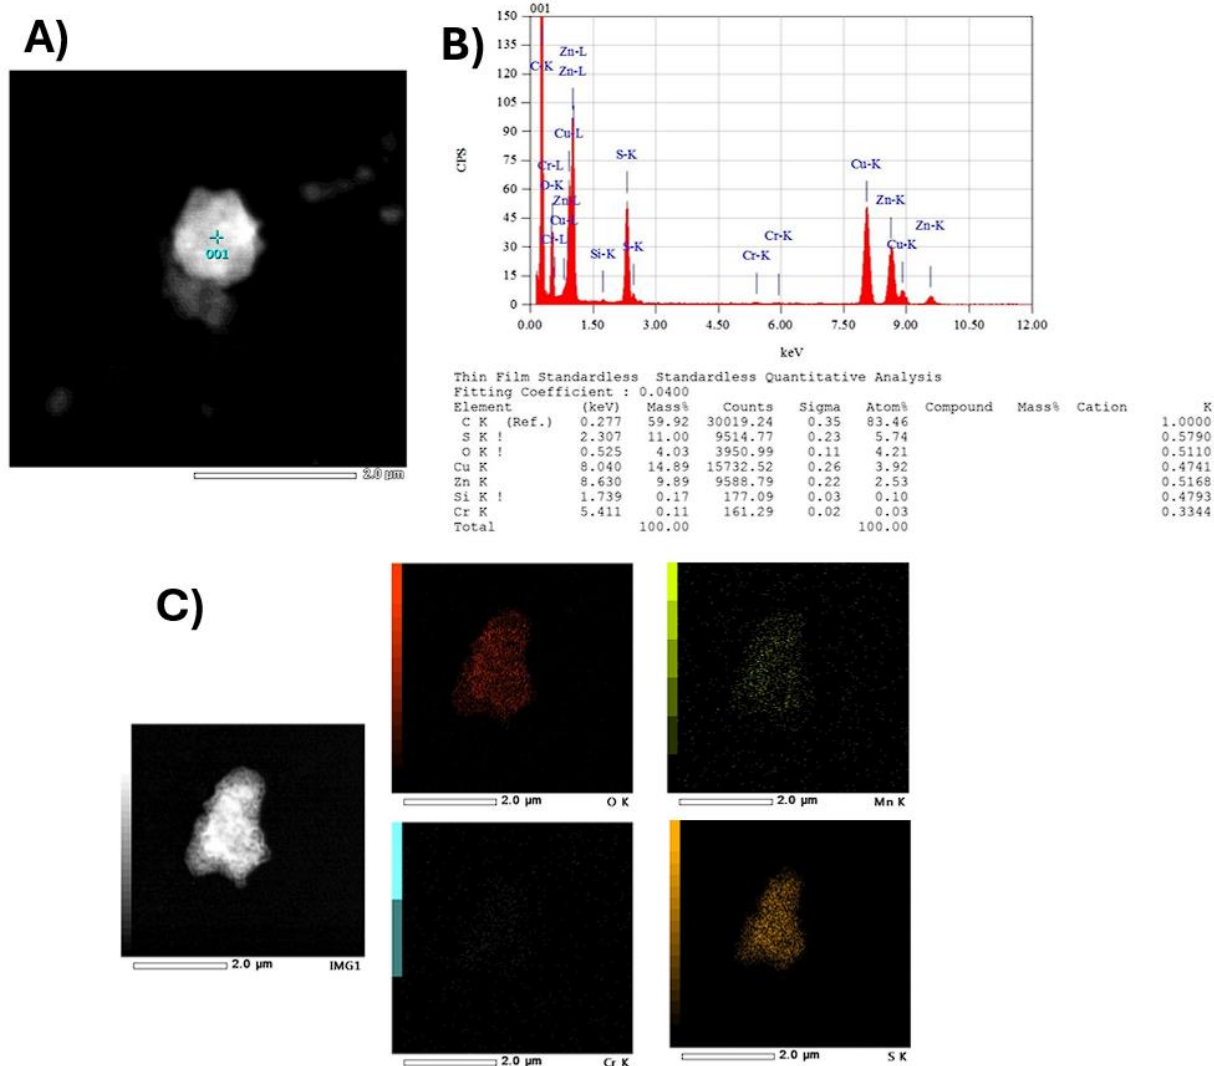 A)
001
2.0 µm
B)
001
150
135
120
105
90
75
60
45
30
15
0
CPS
C-K
Zn-L
Zn-L
Cu-L
Cr-L
O-K
Zn-L
Cu-L
Cr-L
Si-K
S-K
S-K
Cr-K
Cr-K
Cu-K
Zn-K
Cu-K
Zn-K
0.00 1.50 3.00 4.50 6.00 7.50 9.00 10.50 12.00
keV
Thin Film Standardless Standardless Quantitative Analysis
Fitting Coefficient : 0.0400
Element (keV) Mass% Counts Sigma Atom% Compound Mass% Cation K
C K (Ref.) 0.277 59.92 30019.24 0.35 83.46 1.0000
S K ! 2.307 11.00 9514.77 0.23 5.74 0.5790
O K ! 0.525 4.03 3950.99 0.11 4.21 0.5110
Cu K 8.040 14.89 15732.52 0.26 3.92 0.4741
Zn K 8.630 9.89 9588.79 0.22 2.53 0.5168
Si K ! 1.739 0.17 177.09 0.03 0.10 0.4793
Cr K 5.411 0.11 161.29 0.02 0.03 0.3344
Total 100.00 100.00
C)
2.0 µm IMG1
2.0 µm O K
2.0 µm Mn K
2.0 µm Cr K
2.0 µm S K